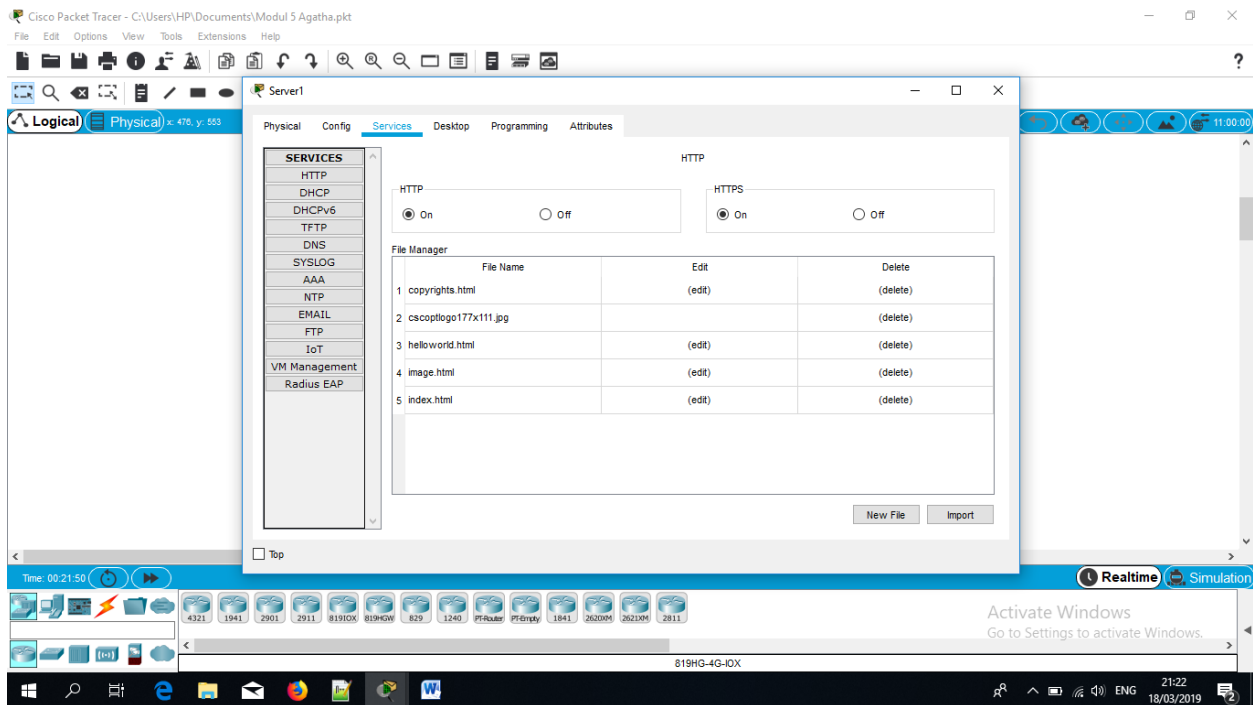 Cisco Packet Tracer - C:\Users\HP\Documents\Modul 5 Agatha.pkt
File Edit Options View Tools Extensions Help
?
Server1
Logical Physical x: 476, y: 553
11:00:00
Physical Config Services Desktop Programming Attributes
SERVICES
HTTP
DHCP
DHCPv6
TFTP
DNS
SYSLOG
AAA
NTP
EMAIL
FTP
IoT
VM Management
Radius EAP
HTTP
HTTP
On Off
HTTPS
On Off
File Manager
File Name Edit Delete
1 copyrights.html (edit) (delete)
2 cscoptlogo177x111.jpg (delete)
3 helloworld.html (edit) (delete)
4 image.html (edit) (delete)
5 index.html (edit) (delete)
New File Import
Top
Time: 00:21:50
Realtime Simulation
4321 1941 2901 2911 819IOX 819HGW 829 1240 PT-Router PT-Empty 1841 2620XM 2621XM 2811
Activate Windows
Go to Settings to activate Windows.
819HG-4G-IOX
ENG
21:22
18/03/2019
2